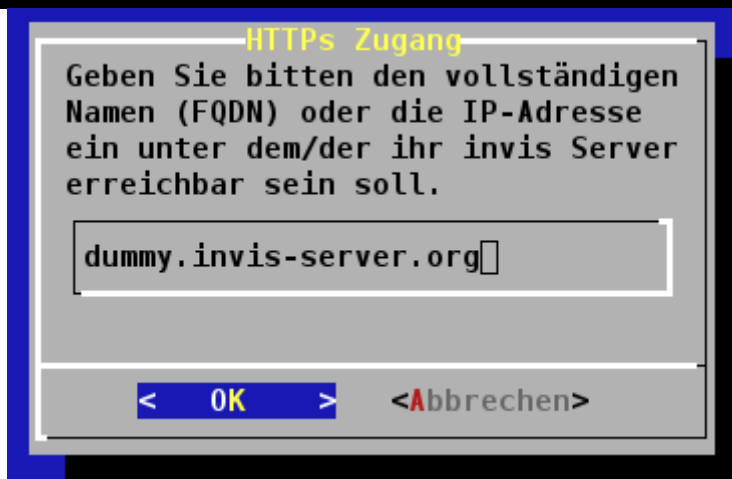 HTTPs Zugang
Geben Sie bitten den vollständigen
Namen (FQDN) oder die IP-Adresse
ein unter dem/der ihr invis Server
erreichbar sein soll.
dummy.invis-server.org
< OK > <Abbrechen>